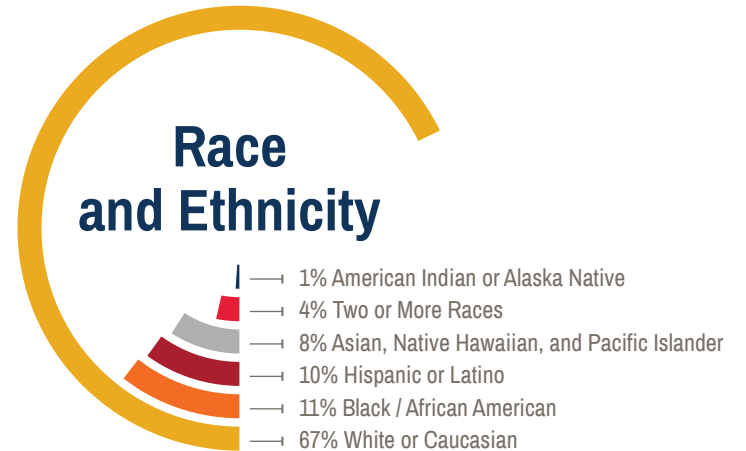 Race
and Ethnicity
1% American Indian or Alaska Native
4% Two or More Races
8% Asian, Native Hawaiian, and Pacific Islander
10% Hispanic or Latino
11% Black / African American
67% White or Caucasian